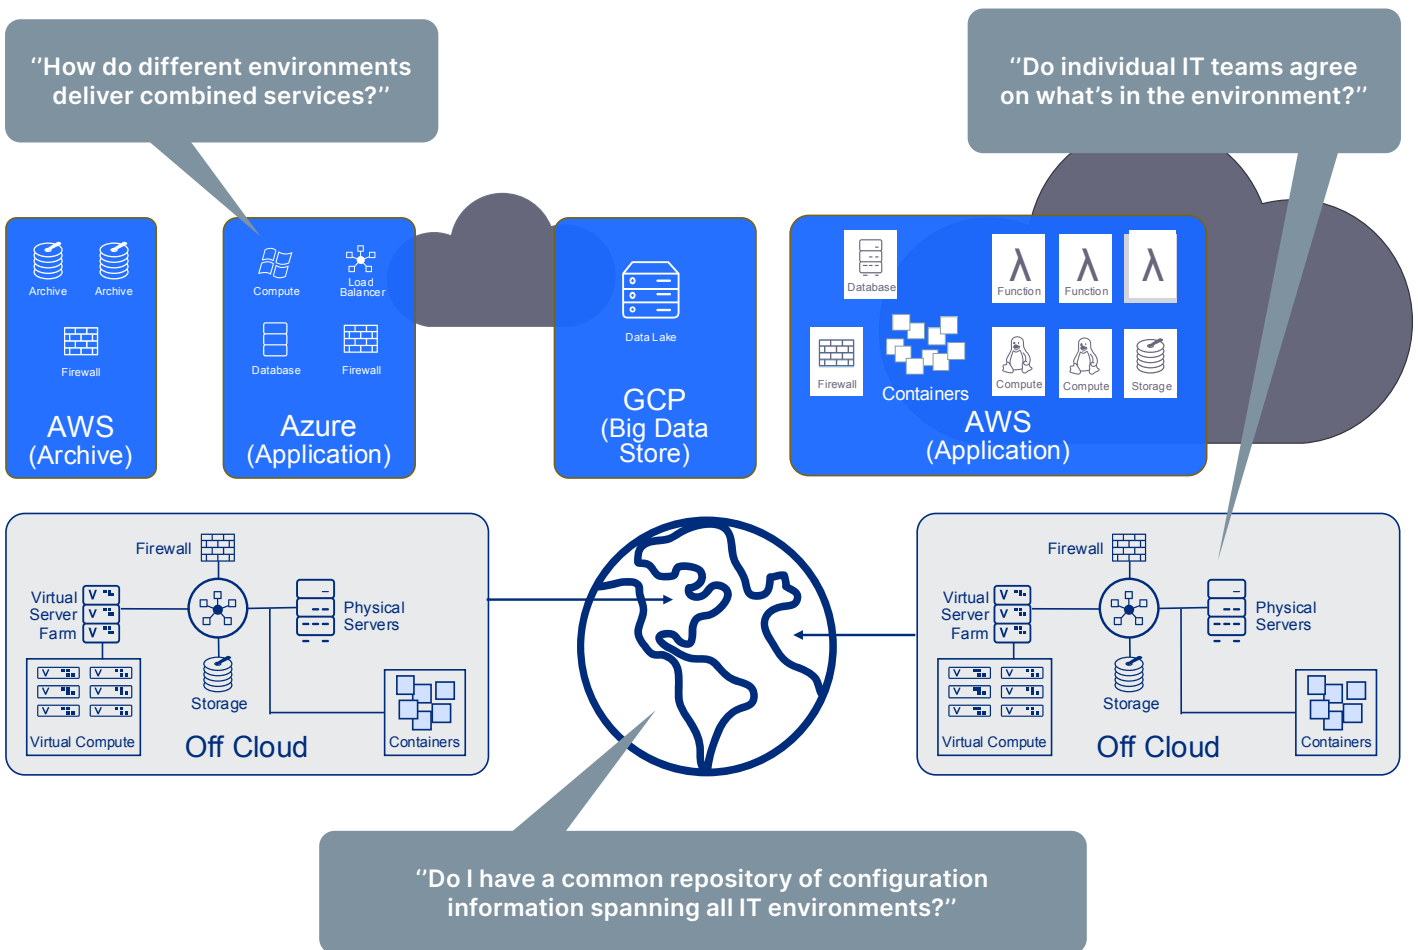 ‘’How do different environments
deliver combined services?’’
‘’Do individual IT teams agree
on what’s in the environment?’’
Archive
Archive
Firewall
AWS
(Archive)
Compute
Load
Balancer
Database
Firewall
Azure
(Application)
Data Lake
GCP
(Big Data
Store)
Database
λ
Function
λ
Function
λ
Firewall
Containers
Compute
Compute
Storage
AWS
(Application)
Firewall
Virtual
Server
Farm
V
V
V
Physical
Servers
Storage
V
V
V
V
V
V
Virtual Compute
Off Cloud
Containers
Firewall
Virtual
Server
Farm
V
V
V
Physical
Servers
Storage
V
V
V
V
V
V
Virtual Compute
Off Cloud
Containers
‘’Do I have a common repository of configuration
information spanning all IT environments?’’